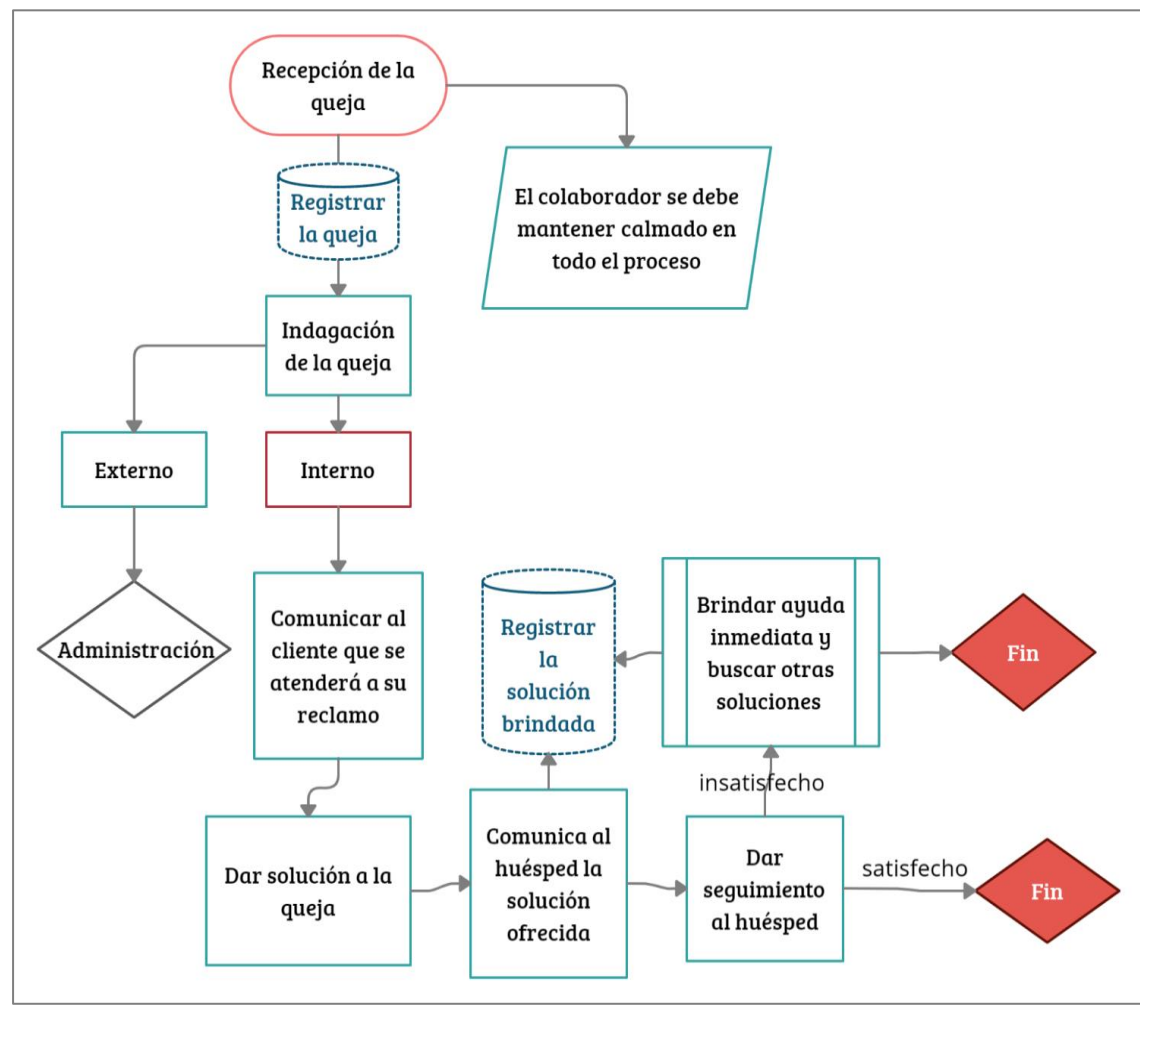 Recepción de la
queja
El colaborador se debe
mantener calmado en
todo el proceso
Registrar
la queja
Indagación
de la queja
Externo
Interno
Administración
Comunicar al
cliente que se
atenderá a su
reclamo
Registrar
la
solución
brindada
Brindar ayuda
inmediata y
buscar otras
soluciones
Fin
insatisfecho
Dar solución a la
queja
Comunica al
huésped la
solución
ofrecida
Dar
seguimiento
al huésped
satisfecho
Fin